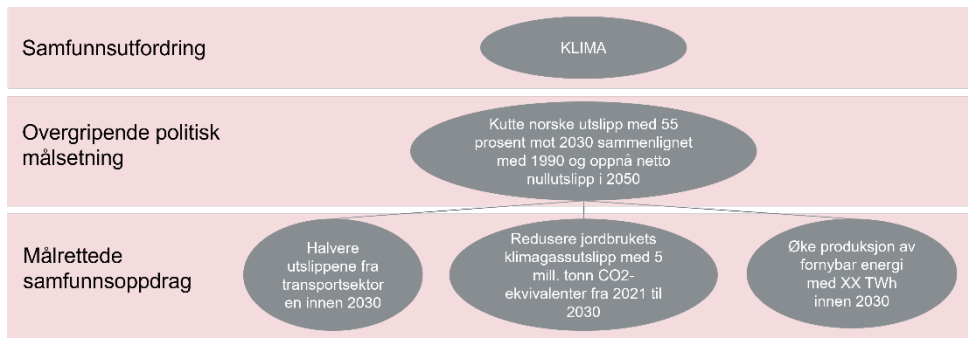 Samfunnsutfordring
KLIMA
Overgripende politisk
målsetning
Kutte norske utslipp med 55
prosent mot 2030 sammenlignet
med 1990 og oppnå netto
nullutslipp i 2050
Målrettede
samfunnsoppdrag
Halvere
utslippene fra
transportsektor
en innen 2030
Redusere jordbrukets
klimagassutslipp med 5
mill. tonn CO2-
ekvivalenter fra 2021 til
2030
Øke produksjon av
fornybar energi
med XX TWh
innen 2030